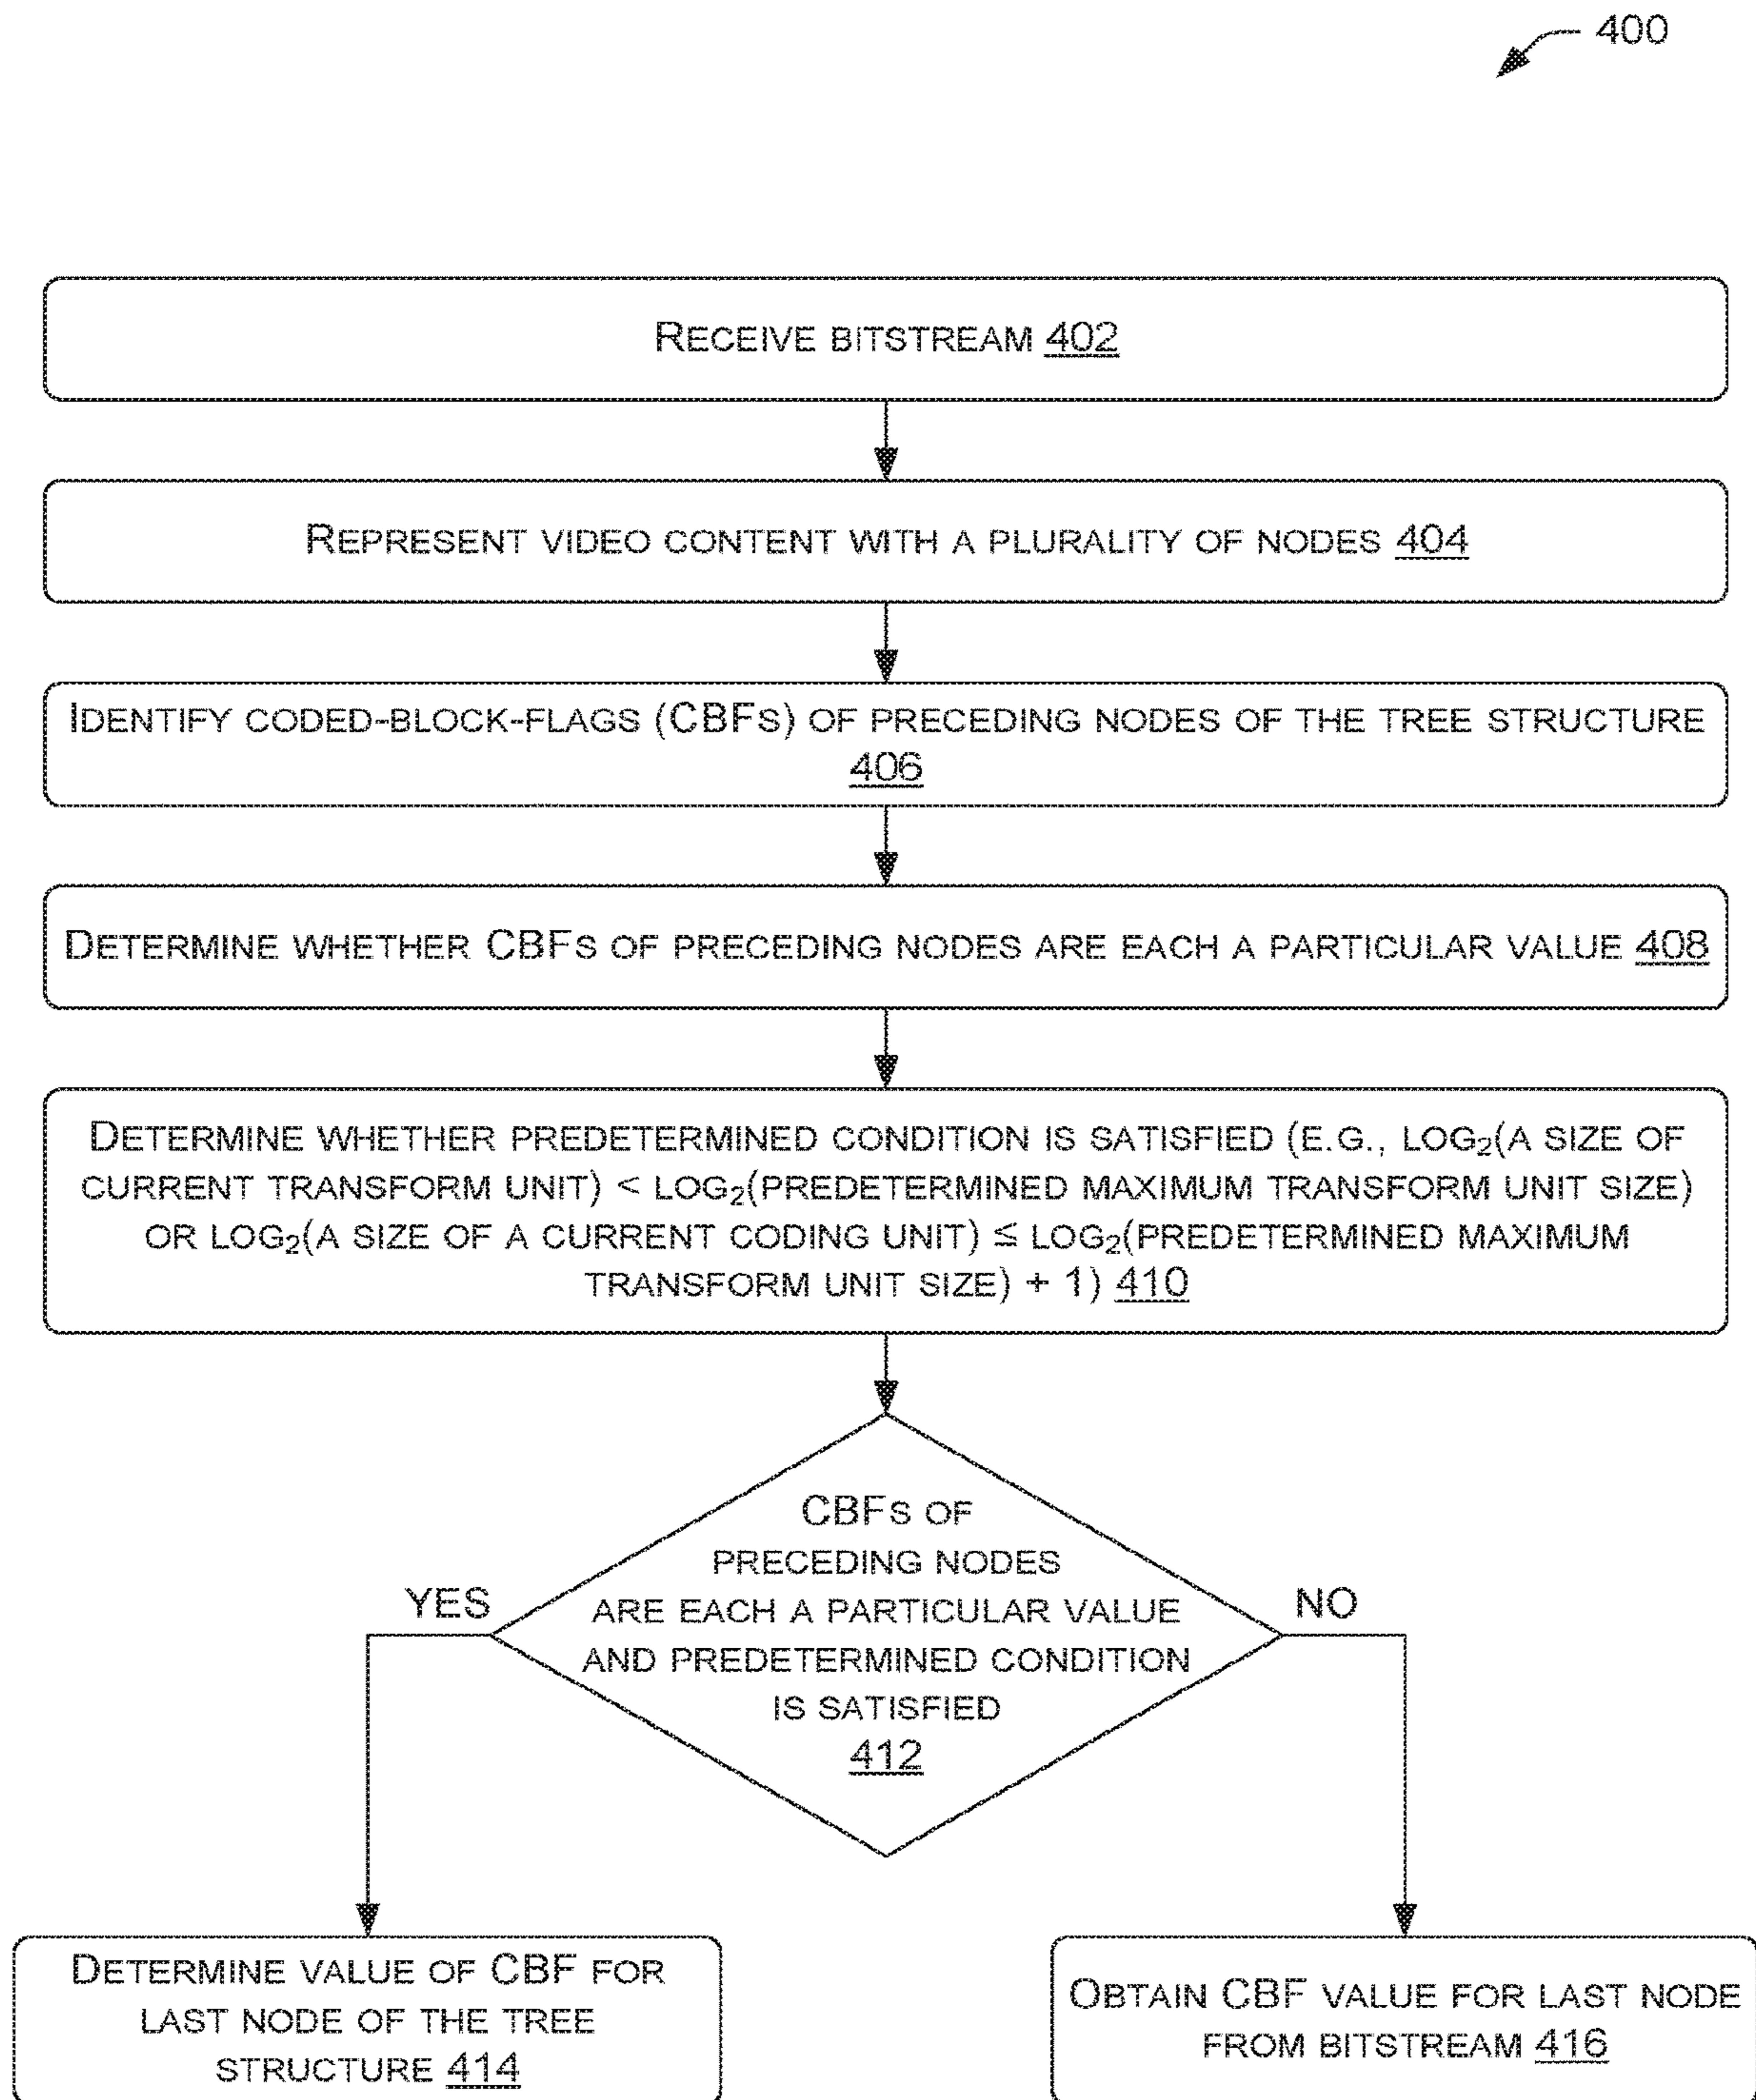 400
RECEIVE BITSTREAM 402
REPRESENT VIDEO CONTENT WITH A PLURALITY OF NODES 404
IDENTIFY CODED-BLOCK-FLAGS (CBFS) OF PRECEDING NODES OF THE TREE STRUCTURE
406
DETERMINE WHETHER CBFS OF PRECEDING NODES ARE EACH A PARTICULAR VALUE 408
DETERMINE WHETHER PREDETERMINED CONDITION IS SATISFIED (E.G., LOG₂(A SIZE OF
CURRENT TRANSFORM UNIT) < LOG₂(PREDETERMINED MAXIMUM TRANSFORM UNIT SIZE)
OR LOG₂(A SIZE OF A CURRENT CODING UNIT) ≤ LOG₂(PREDETERMINED MAXIMUM
TRANSFORM UNIT SIZE) + 1) 410
CBFS OF
PRECEDING NODES
ARE EACH A PARTICULAR VALUE
AND PREDETERMINED CONDITION
IS SATISFIED
412
YES
NO
DETERMINE VALUE OF CBF FOR
LAST NODE OF THE TREE
STRUCTURE 414
OBTAIN CBF VALUE FOR LAST NODE
FROM BITSTREAM 416